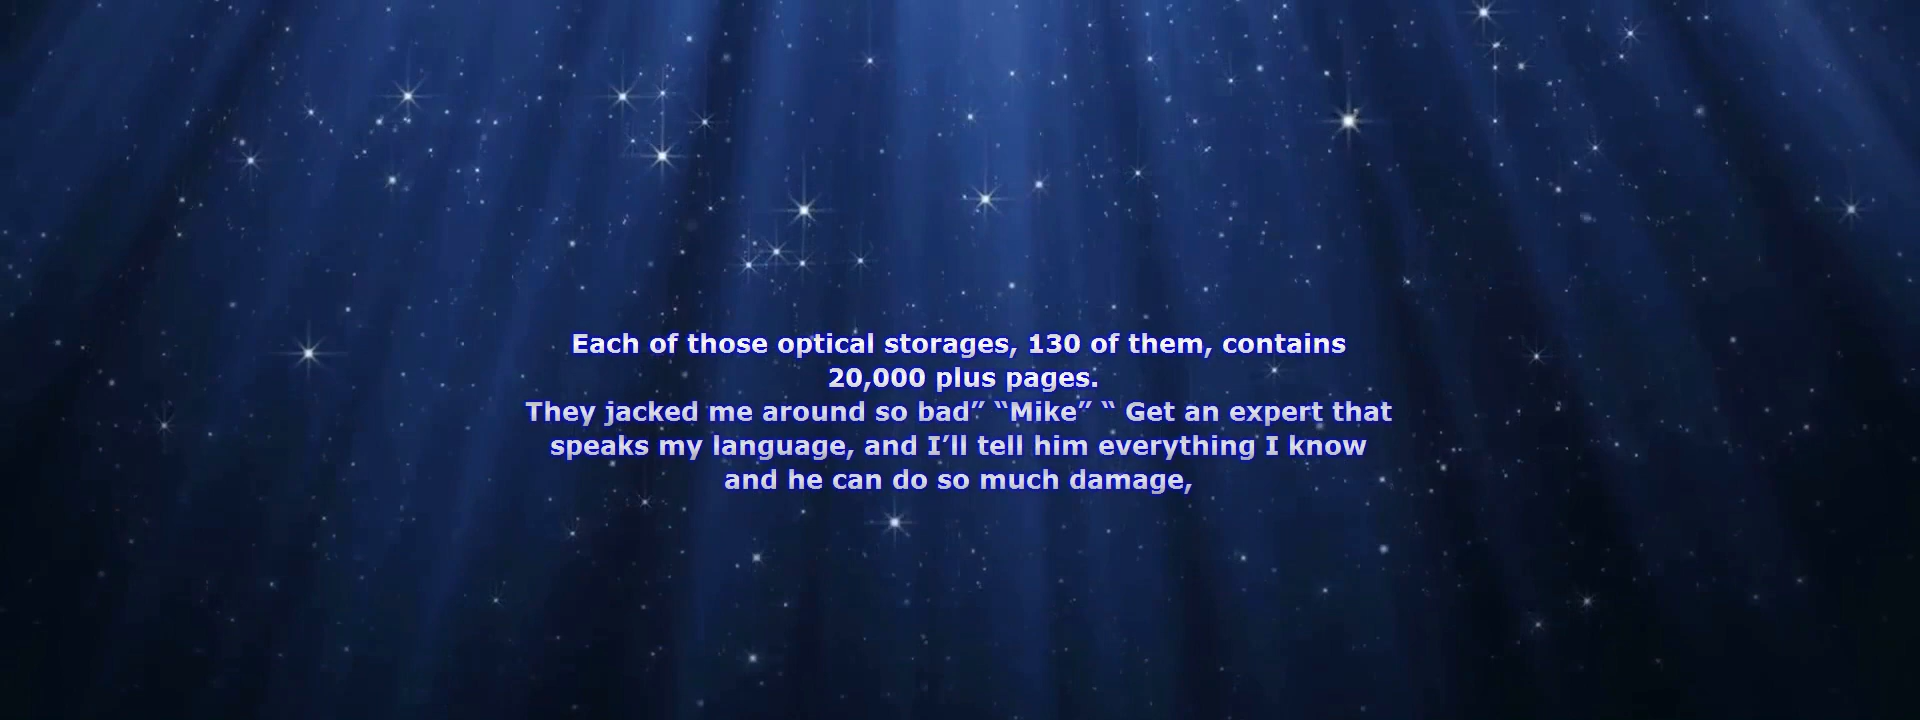 Each of those optical storages, 130 of them, contains
20,000 plus pages.
They jacked me around so bad” “Mike” “ Get an expert that
speaks my language, and I’ll tell him everything I know
and he can do so much damage,